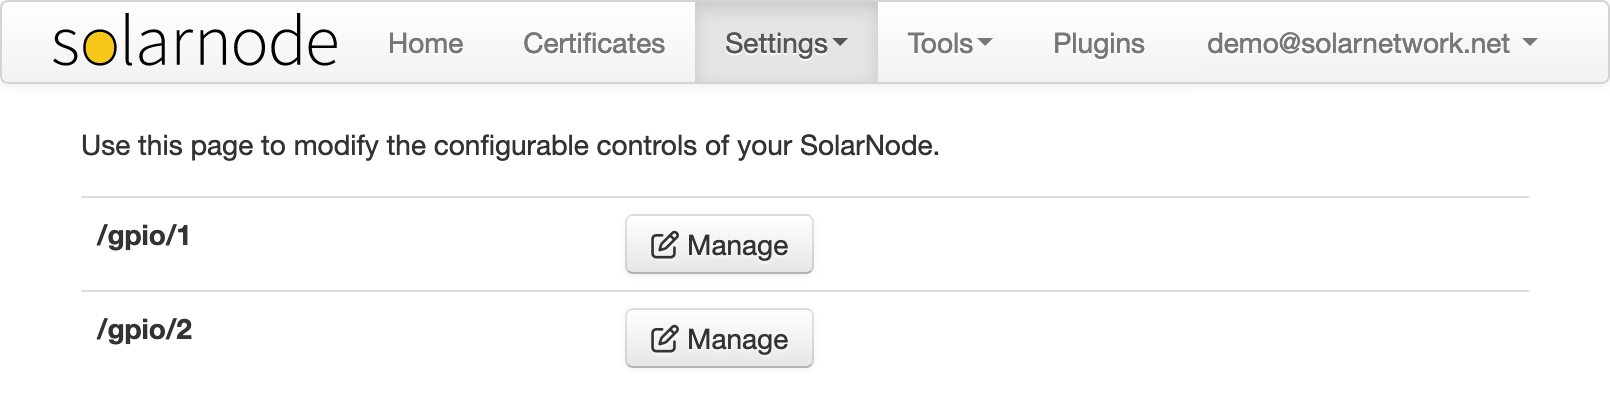 solarnode Home Certificates Settings Tools Plugins demo@solarnetwork.net
Use this page to modify the configurable controls of your SolarNode.
/gpio/1 Manage
/gpio/2 Manage